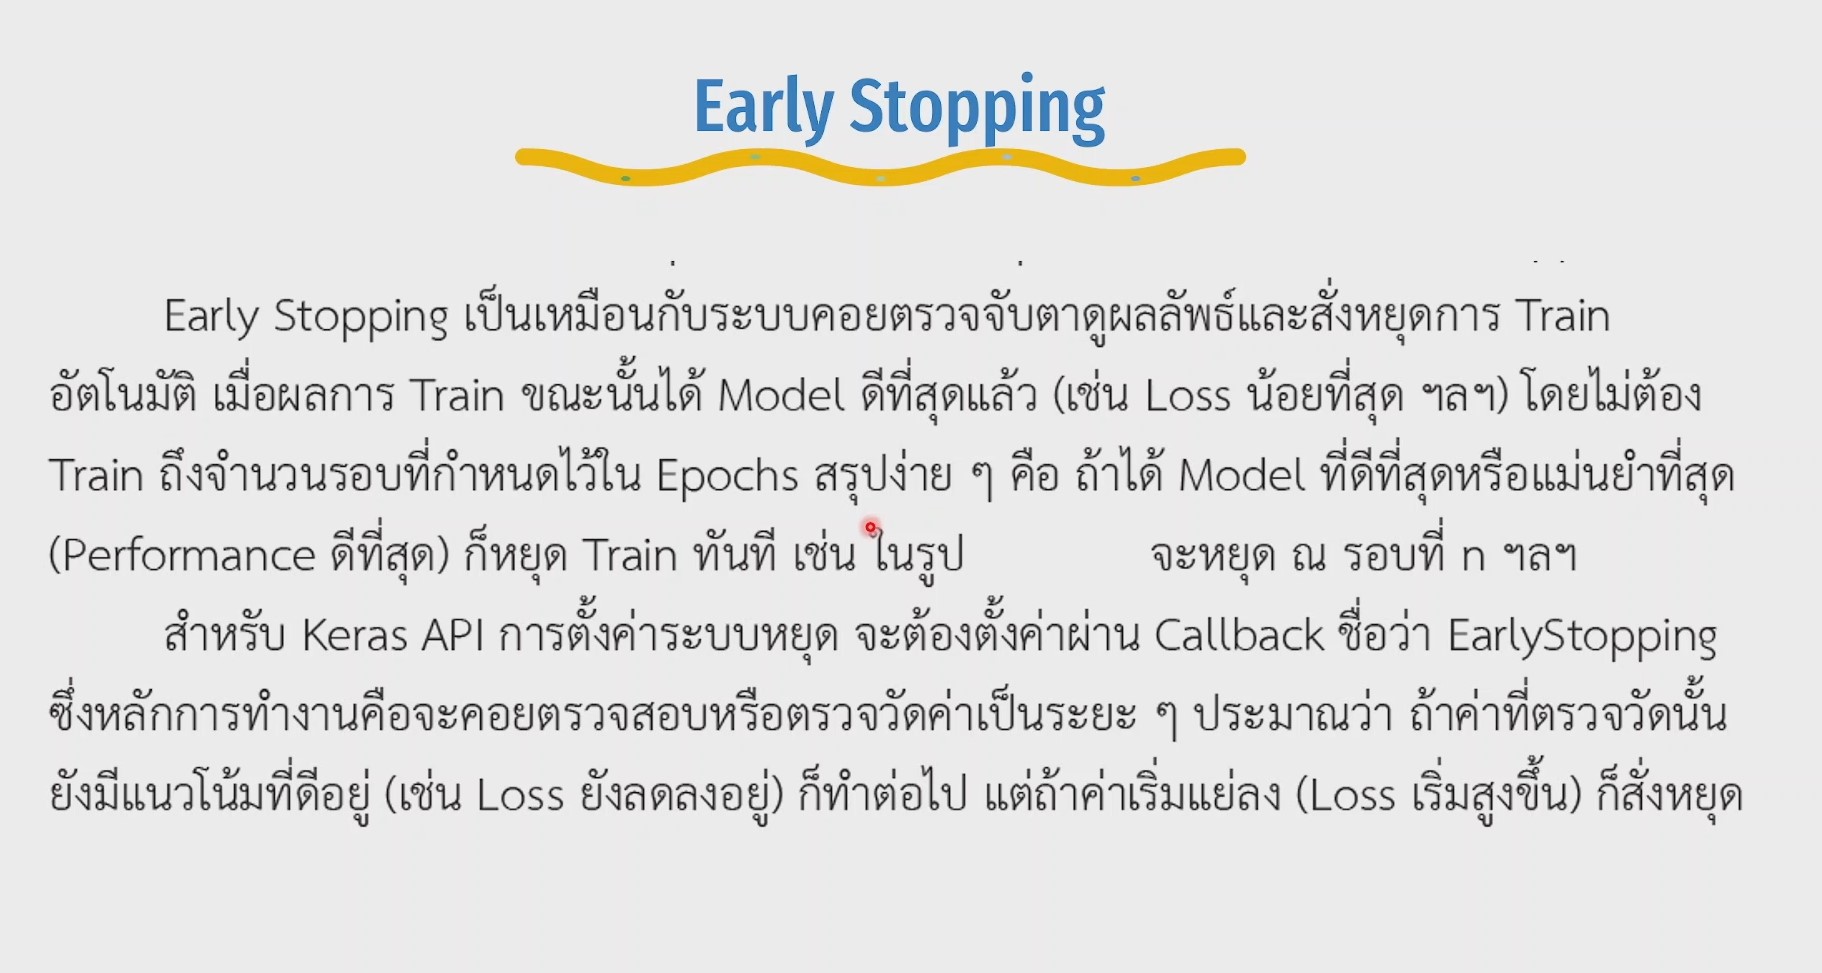 Early Stopping
Early Stopping เป็นเหมือนกับระบบคอยตรวจจับตาดูผลลัพธ์และสั่งหยุดการ Train
อัตโนมัติ เมื่อผลการ Train ขณะนั้นได้ Model ดีที่สุดแล้ว (เช่น Loss น้อยที่สุด ฯลฯ) โดยไม่ต้อง
Train ถึงจำนวนรอบที่กำหนดไว้ใน Epochs สรุปง่าย ๆ คือ ถ้าได้ Model ที่ดีที่สุดหรือแม่นยำที่สุด
(Performance ดีที่สุด) ก็หยุด Train ทันที เช่น ในรูป จะหยุด ณ รอบที่ n ฯลฯ
สำหรับ Keras API การตั้งค่าระบบหยุด จะต้องตั้งค่าผ่าน Callback ชื่อว่า EarlyStopping
ซึ่งหลักการทำงานคือจะคอยตรวจสอบหรือตรวจวัดค่าเป็นระยะ ๆ ประมาณว่า ถ้าค่าที่ตรวจวัดนั้น
ยังมีแนวโน้มที่ดีอยู่ (เช่น Loss ยังลดลงอยู่) ก็ทำต่อไป แต่ถ้าค่าเริ่มแย่ลง (Loss เริ่มสูงขึ้น) ก็สั่งหยุด